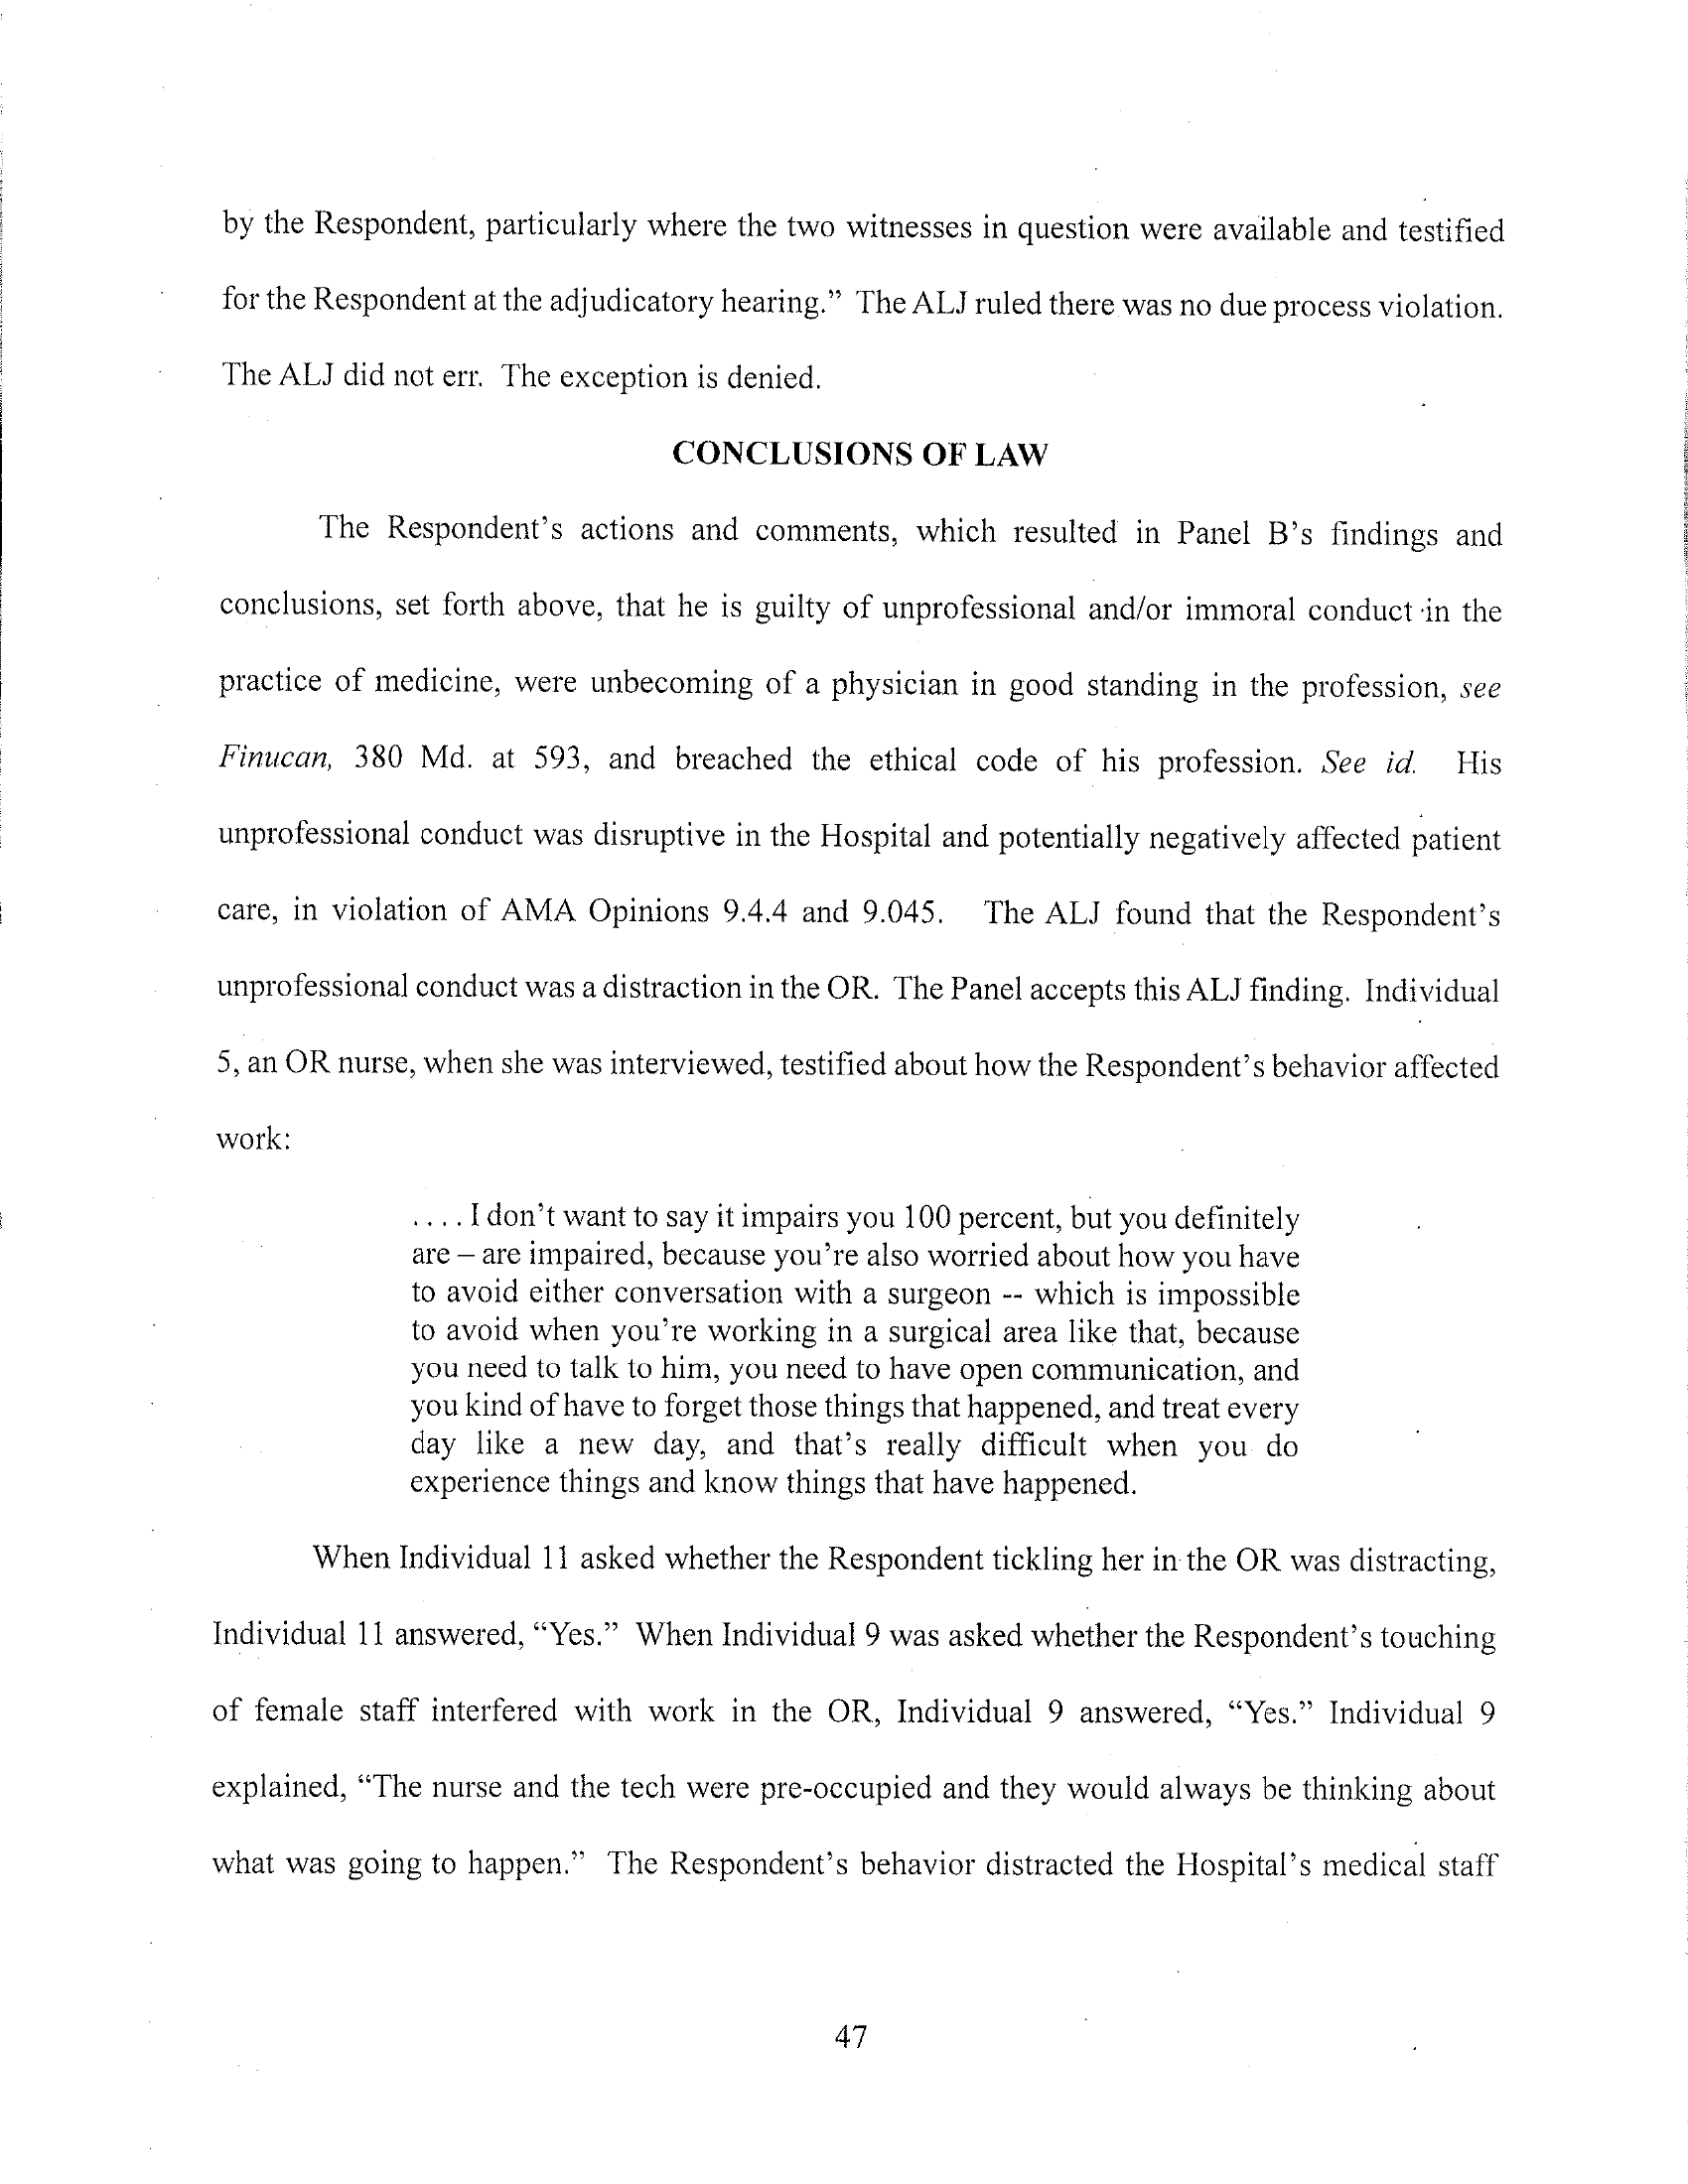 by the Respondent, particularly where the two witnesses in question were available and testified
for the Respondent at the adjudicatory hearing.” The ALJ ruled there was no due process violation.
The ALJ did not err. The exception is denied.
CONCLUSIONS OF LAW
The Respondent’s actions and comments, which resulted in Panel B’s findings and
conclusions, set forth above, that he is guilty of unprofessional and/or immoral conduct in the
practice of medicine, were unbecoming of a physician in good standing in the profession, see
Finucan, 380 Md. at 593, and breached the ethical code of his profession. See id. His
unprofessional conduct was disruptive in the Hospital and potentially negatively affected patient
care, in violation of AMA Opinions 9.4.4 and 9.045. The ALJ found that the Respondent’s
unprofessional conduct was a distraction in the OR. The Panel accepts this ALJ finding. Individual
5, an OR nurse, when she was interviewed, testified about how the Respondent’s behavior affected
work:
. . . . I don’t want to say it impairs you 100 percent, but you definitely
are – are impaired, because you’re also worried about how you have
to avoid either conversation with a surgeon -- which is impossible
to avoid when you’re working in a surgical area like that, because
you need to talk to him, you need to have open communication, and
you kind of have to forget those things that happened, and treat every
day like a new day, and that’s really difficult when you do
experience things and know things that have happened.
When Individual 11 asked whether the Respondent tickling her in the OR was distracting,
Individual 11 answered, “Yes.” When Individual 9 was asked whether the Respondent’s touching
of female staff interfered with work in the OR, Individual 9 answered, “Yes.” Individual 9
explained, “The nurse and the tech were pre-occupied and they would always be thinking about
what was going to happen.” The Respondent’s behavior distracted the Hospital’s medical staff
47